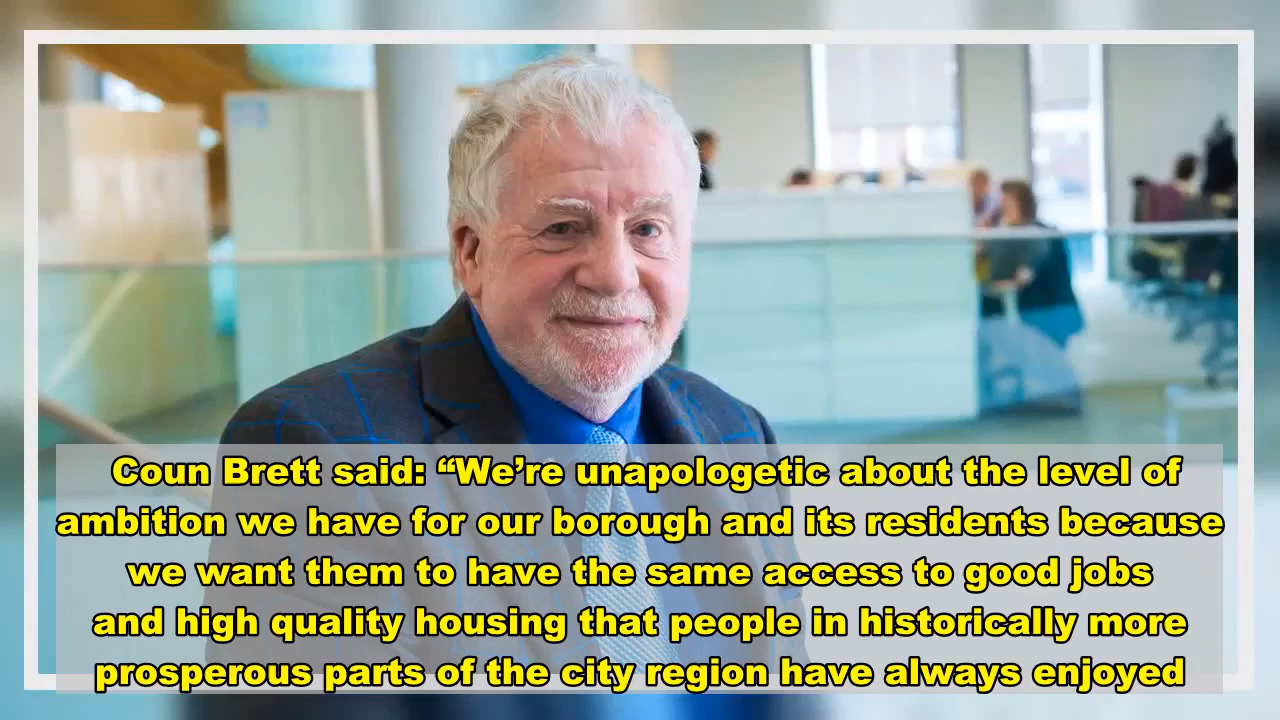 Coun Brett said: “We’re unapologetic about the level of
ambition we have for our borough and its residents because
we want them to have the same access to good jobs
and high quality housing that people in historically more
prosperous parts of the city region have always enjoyed